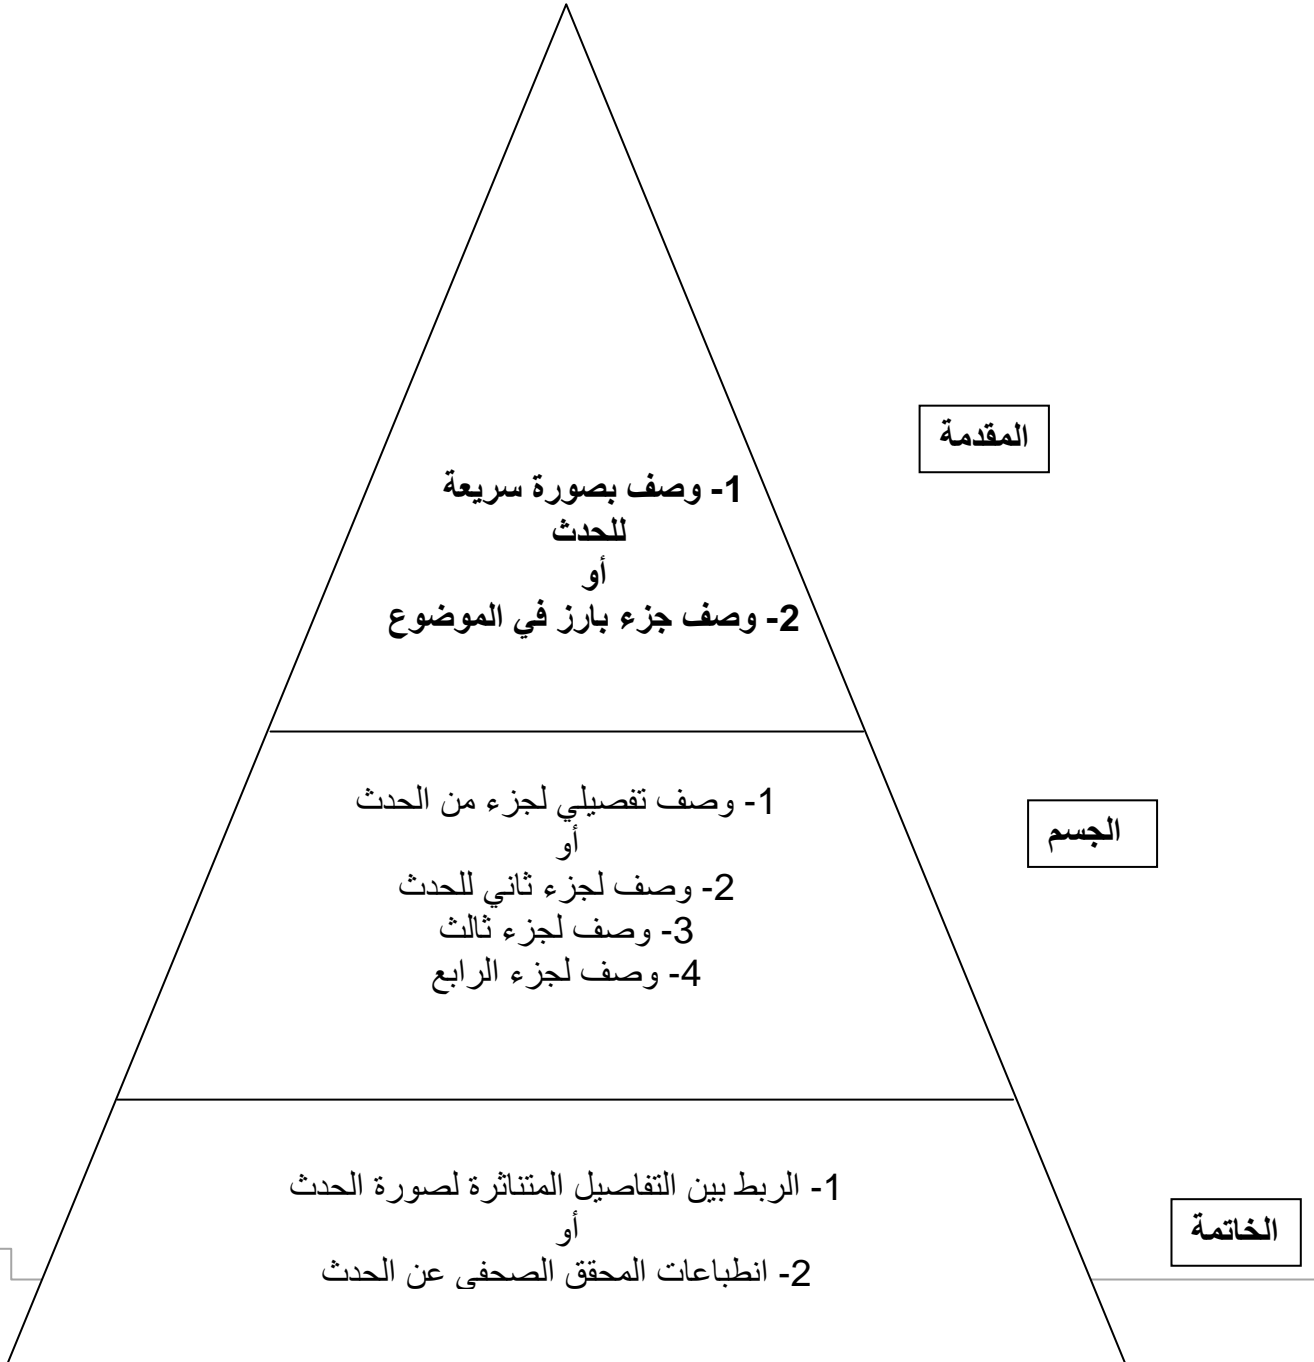 المقدمة
1- وصف بصورة سريعة
للحدث
أو
2- وصف جزء بارز في الموضوع
الجسم
1- وصف تفصيلي لجزء من الحدث
أو
2- وصف لجزء ثاني للحدث
3- وصف لجزء ثالث
4- وصف لجزء الرابع
الخاتمة
1- الربط بين التفاصيل المتناثرة لصورة الحدث
أو
2- انطباعات المحقق الصحفي عن الحدث